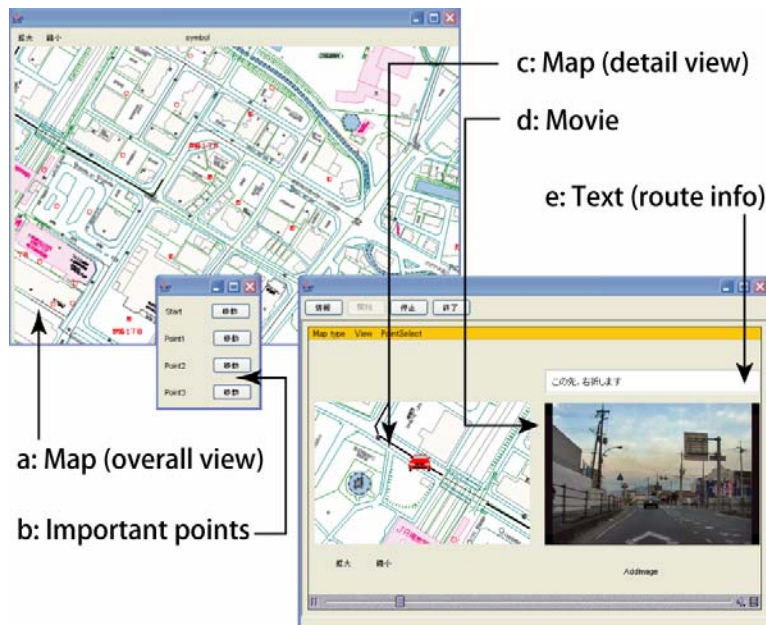 拡大 縮小 symbol
c: Map (detail view)
d: Movie
e: Text (route info)
Start 移動
Point1 移動
Point2 移動
Point3 移動
情報 開始 停止 終了
Map type View PointSelect
この先、右折します
a: Map (overall view)
b: Important points
拡大 縮小
AddImage